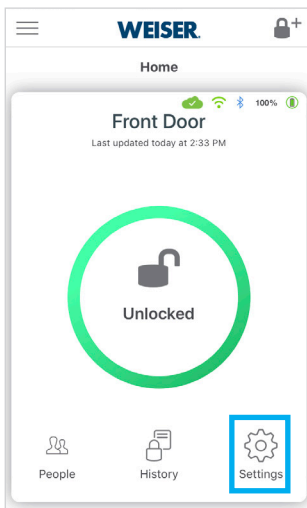 WEISER.
Home
100%
Front Door
Last updated today at 2:33 PM
Unlocked
People
History
Settings